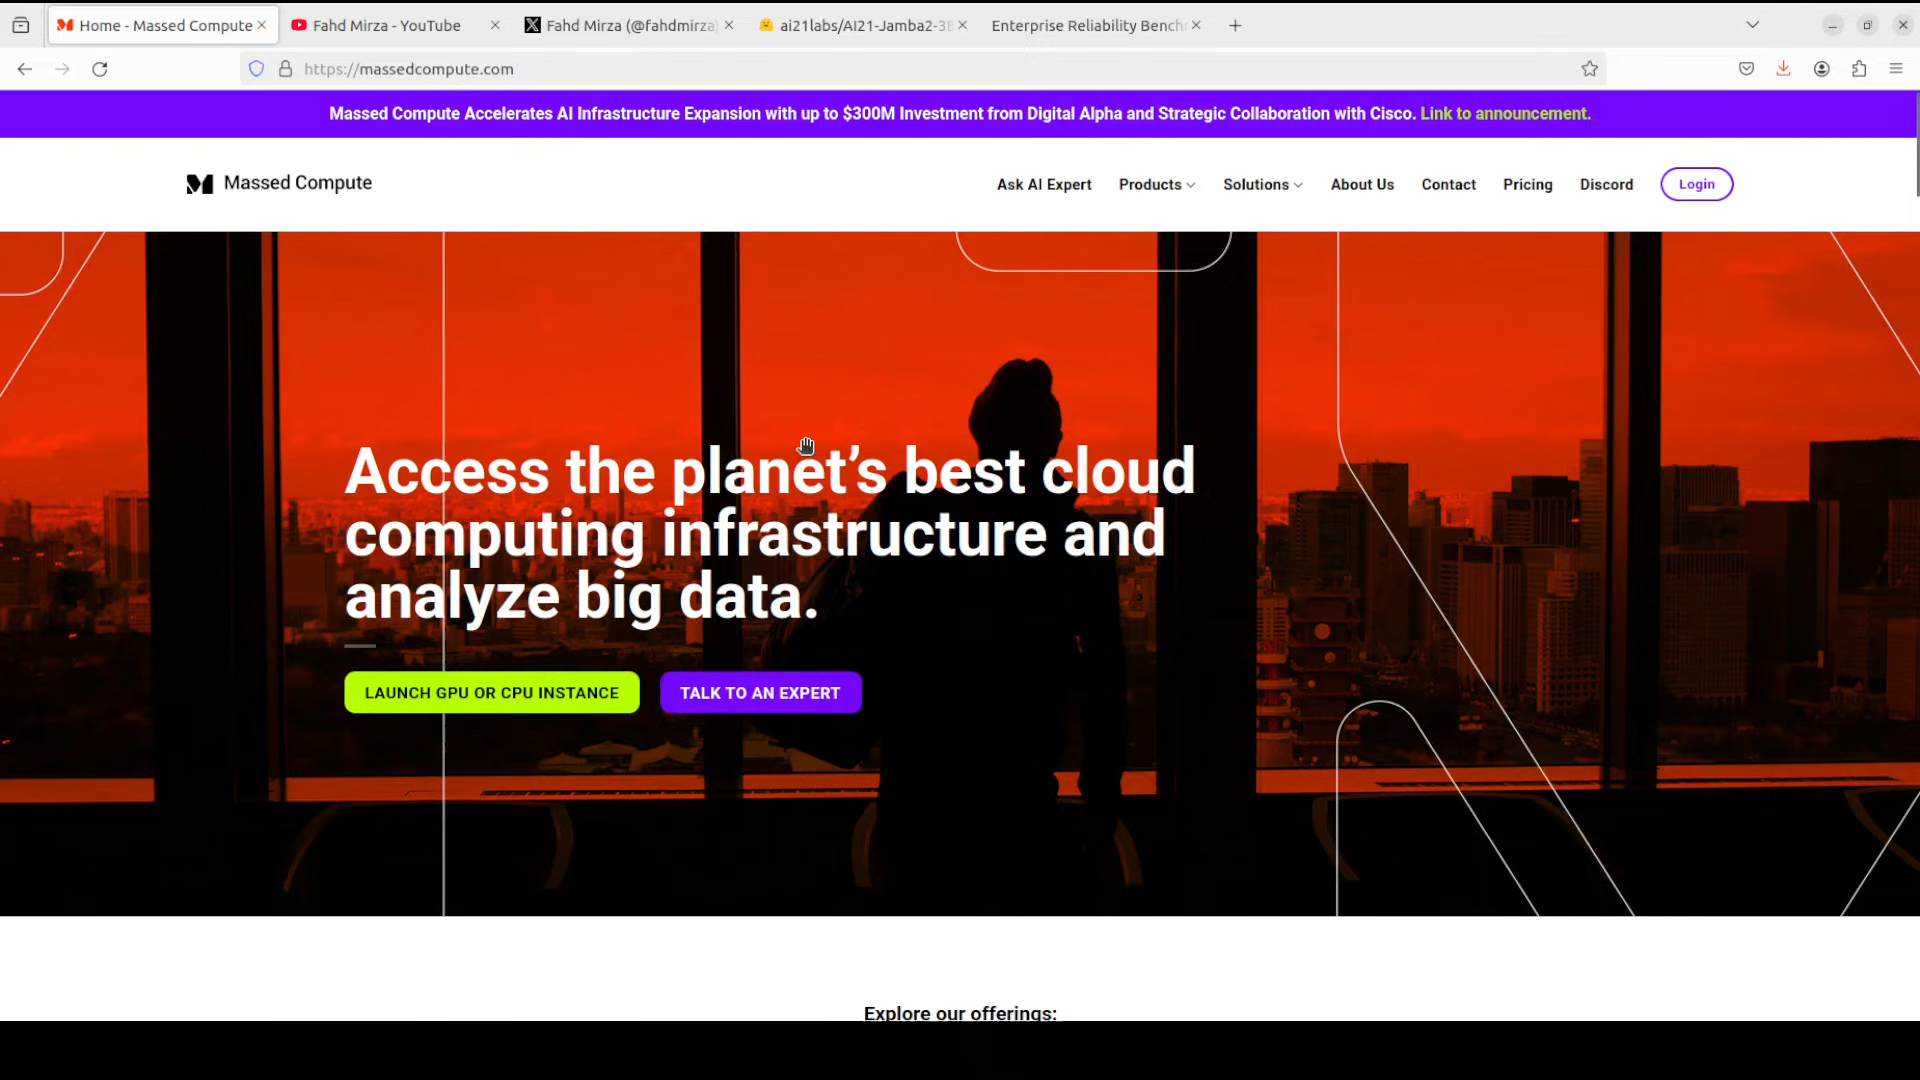 Home - Massed Compute
Fahd Mirza - YouTube
Fahd Mirza (@fahdmirza)
ai21labs/AI21-Jamba2-3B
Enterprise Reliability Bench
https://massedcompute.com
Massed Compute Accelerates AI Infrastructure Expansion with up to $300M Investment from Digital Alpha and Strategic Collaboration with Cisco. Link to announcement.
Massed Compute
Ask AI Expert
Products
Solutions
About Us
Contact
Pricing
Discord
Login
Access the planet’s best cloud
computing infrastructure and
analyze big data.
LAUNCH GPU OR CPU INSTANCE
TALK TO AN EXPERT
Explore our offerings: